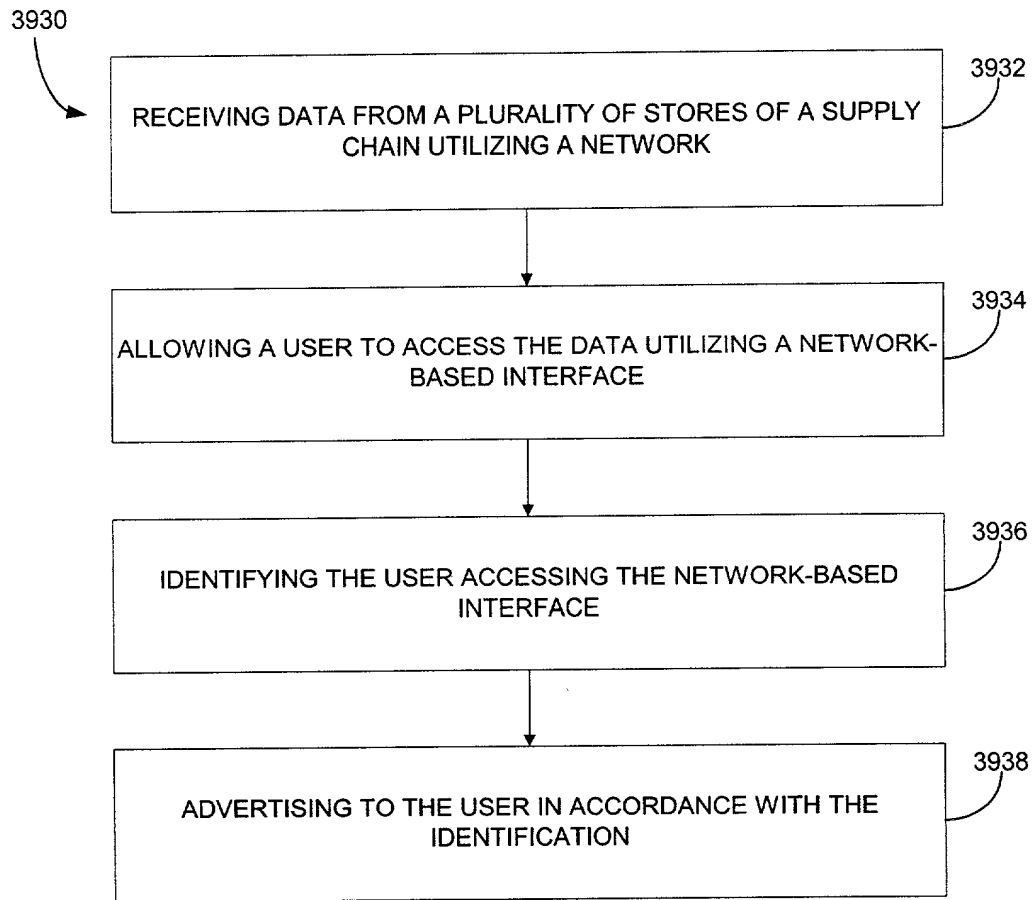 3930
3932
RECEIVING DATA FROM A PLURALITY OF STORES OF A SUPPLY
CHAIN UTILIZING A NETWORK
3934
ALLOWING A USER TO ACCESS THE DATA UTILIZING A NETWORK-
BASED INTERFACE
3936
IDENTIFYING THE USER ACCESSING THE NETWORK-BASED
INTERFACE
3938
ADVERTISING TO THE USER IN ACCORDANCE WITH THE
IDENTIFICATION